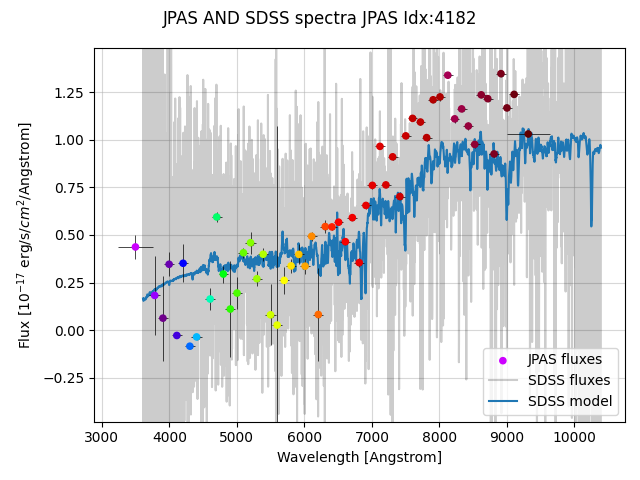 JPAS AND SDSS spectra JPAS Idx:4182
Flux [10⁻¹⁷ erg/s/cm²/Angstrom]
1.25
1.00
0.75
0.50
0.25
0.00
−0.25
JPAS fluxes
SDSS fluxes
SDSS model
3000 4000 5000 6000 7000 8000 9000 10000
Wavelength [Angstrom]